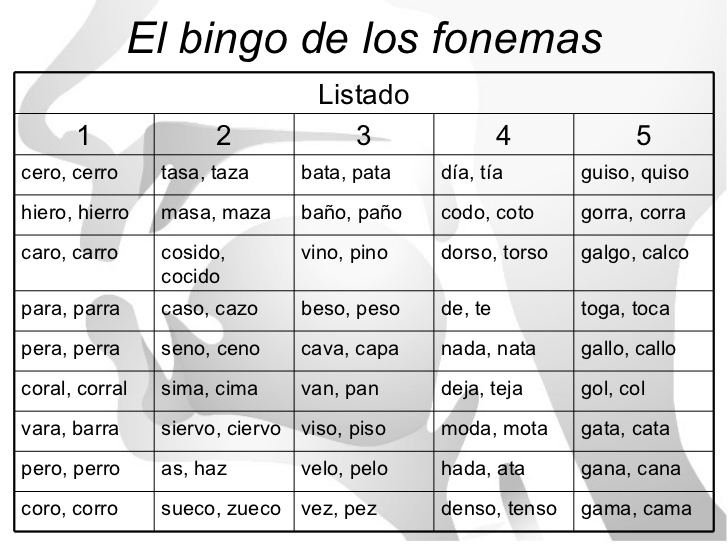 El bingo de los fonemas
Listado
1 2 3 4 5
cero, cerro tasa, taza bata, pata día, tía guiso, quiso
hiero, hierro masa, maza baño, paño codo, coto gorra, corra
caro, carro cosido, vino, pino dorso, torso galgo, calco
cocido
para, parra caso, cazo beso, peso de, te toga, toca
pera, perra seno, ceno cava, capa nada, nata gallo, callo
coral, corral sima, cima van, pan deja, teja gol, col
vara, barra siervo, ciervo viso, piso moda, mota gata, cata
pero, perro as, haz velo, pelo hada, ata gana, cana
coro, corro sueco, zueco vez, pez denso, tenso gama, cama